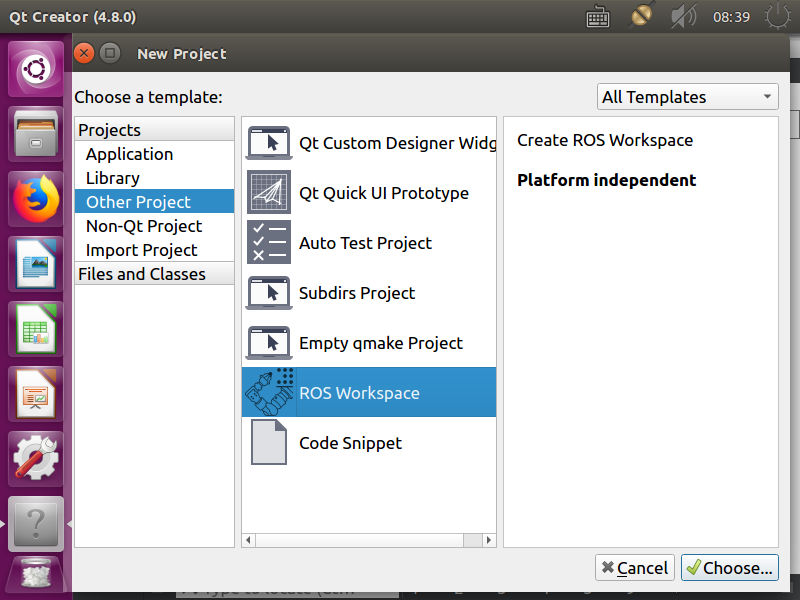 Qt Creator (4.8.0)
08:39
New Project
Choose a template:
All Templates
Projects
Application
Library
Other Project
Non-Qt Project
Import Project
Files and Classes
Qt Custom Designer Widg
Qt Quick UI Prototype
Auto Test Project
Subdirs Project
Empty qmake Project
ROS Workspace
Code Snippet
Create ROS Workspace
Platform independent
Cancel
Choose...